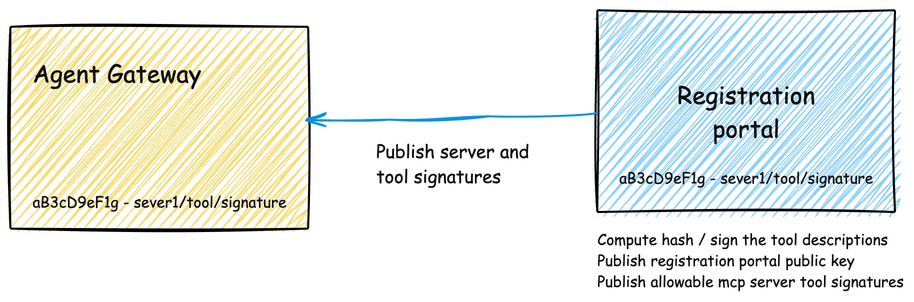 Agent Gateway
aB3cD9eF1g - sever1/tool/signature
Publish server and
tool signatures
Registration
portal
aB3cD9eF1g - sever1/tool/signature
Compute hash / sign the tool descriptions
Publish registration portal public key
Publish allowable mcp server tool signatures